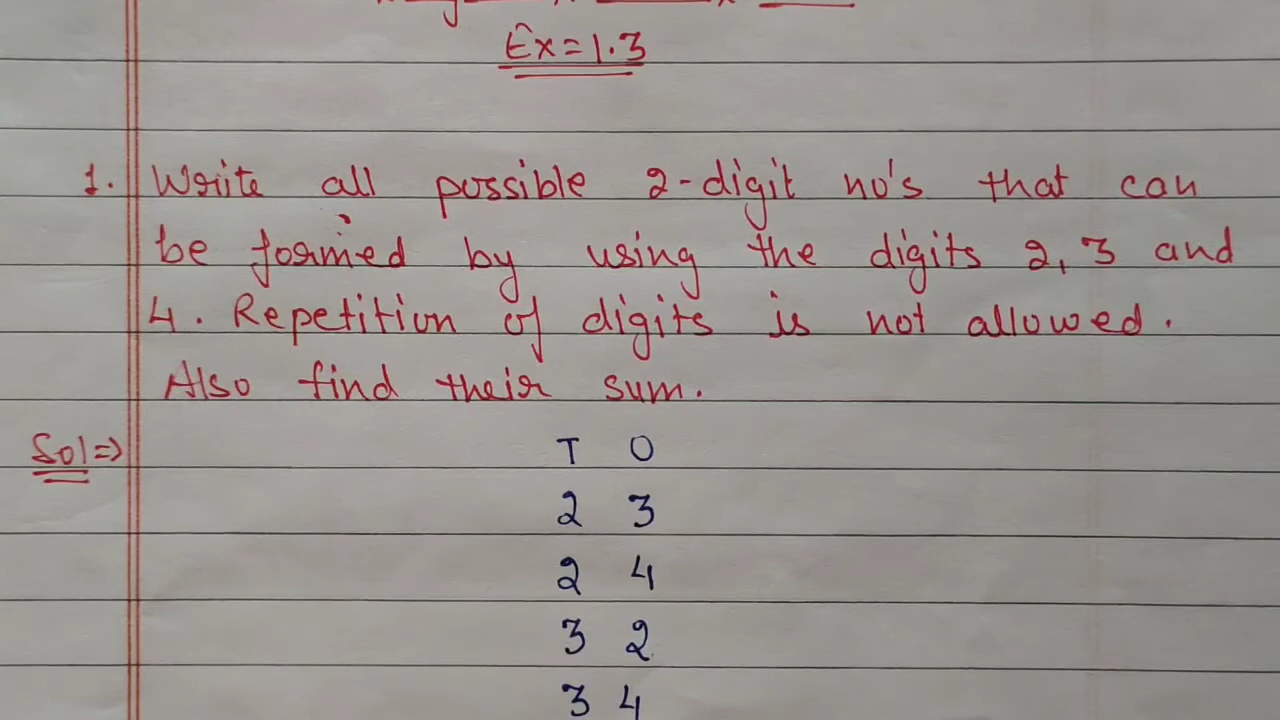 Ex=1.3
1. Write all possible 2-digit no's that can
be formed by using the digits 2, 3 and
4. Repetition of digits is not allowed.
Also find their sum.
Sol⇒ T O
2 3
2 4
3 2
3 4